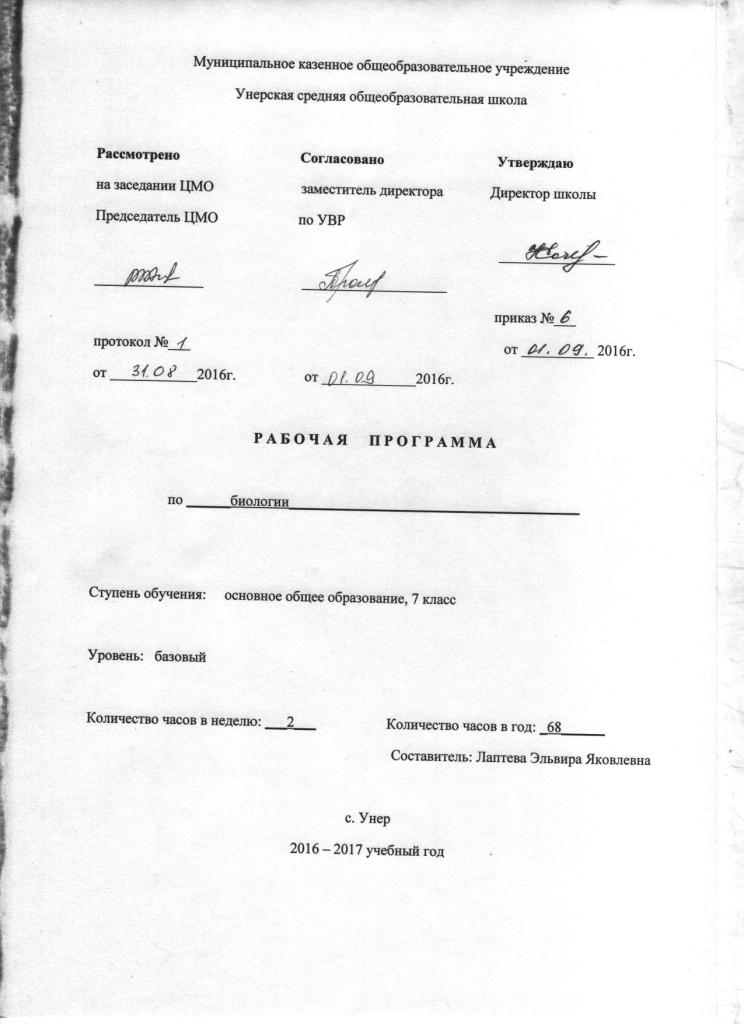 Муниципальное казенное общеобразовательное учреждение
Унерская средняя общеобразовательная школа
Рассмотрено
на заседании ЦМО
Председатель ЦМО
протокол № 1
от 31.08 2016г.
Согласовано
заместитель директора
по УВР
от 01.09 2016г.
Утверждаю
Директор школы
приказ № 6
от 01.09. 2016г.
РАБОЧАЯ ПРОГРАММА
по биологии
Ступень обучения: основное общее образование, 7 класс
Уровень: базовый
Количество часов в неделю: 2 Количество часов в год: 68
Составитель: Лаптева Эльвира Яковлевна
с. Унер
2016 – 2017 учебный год